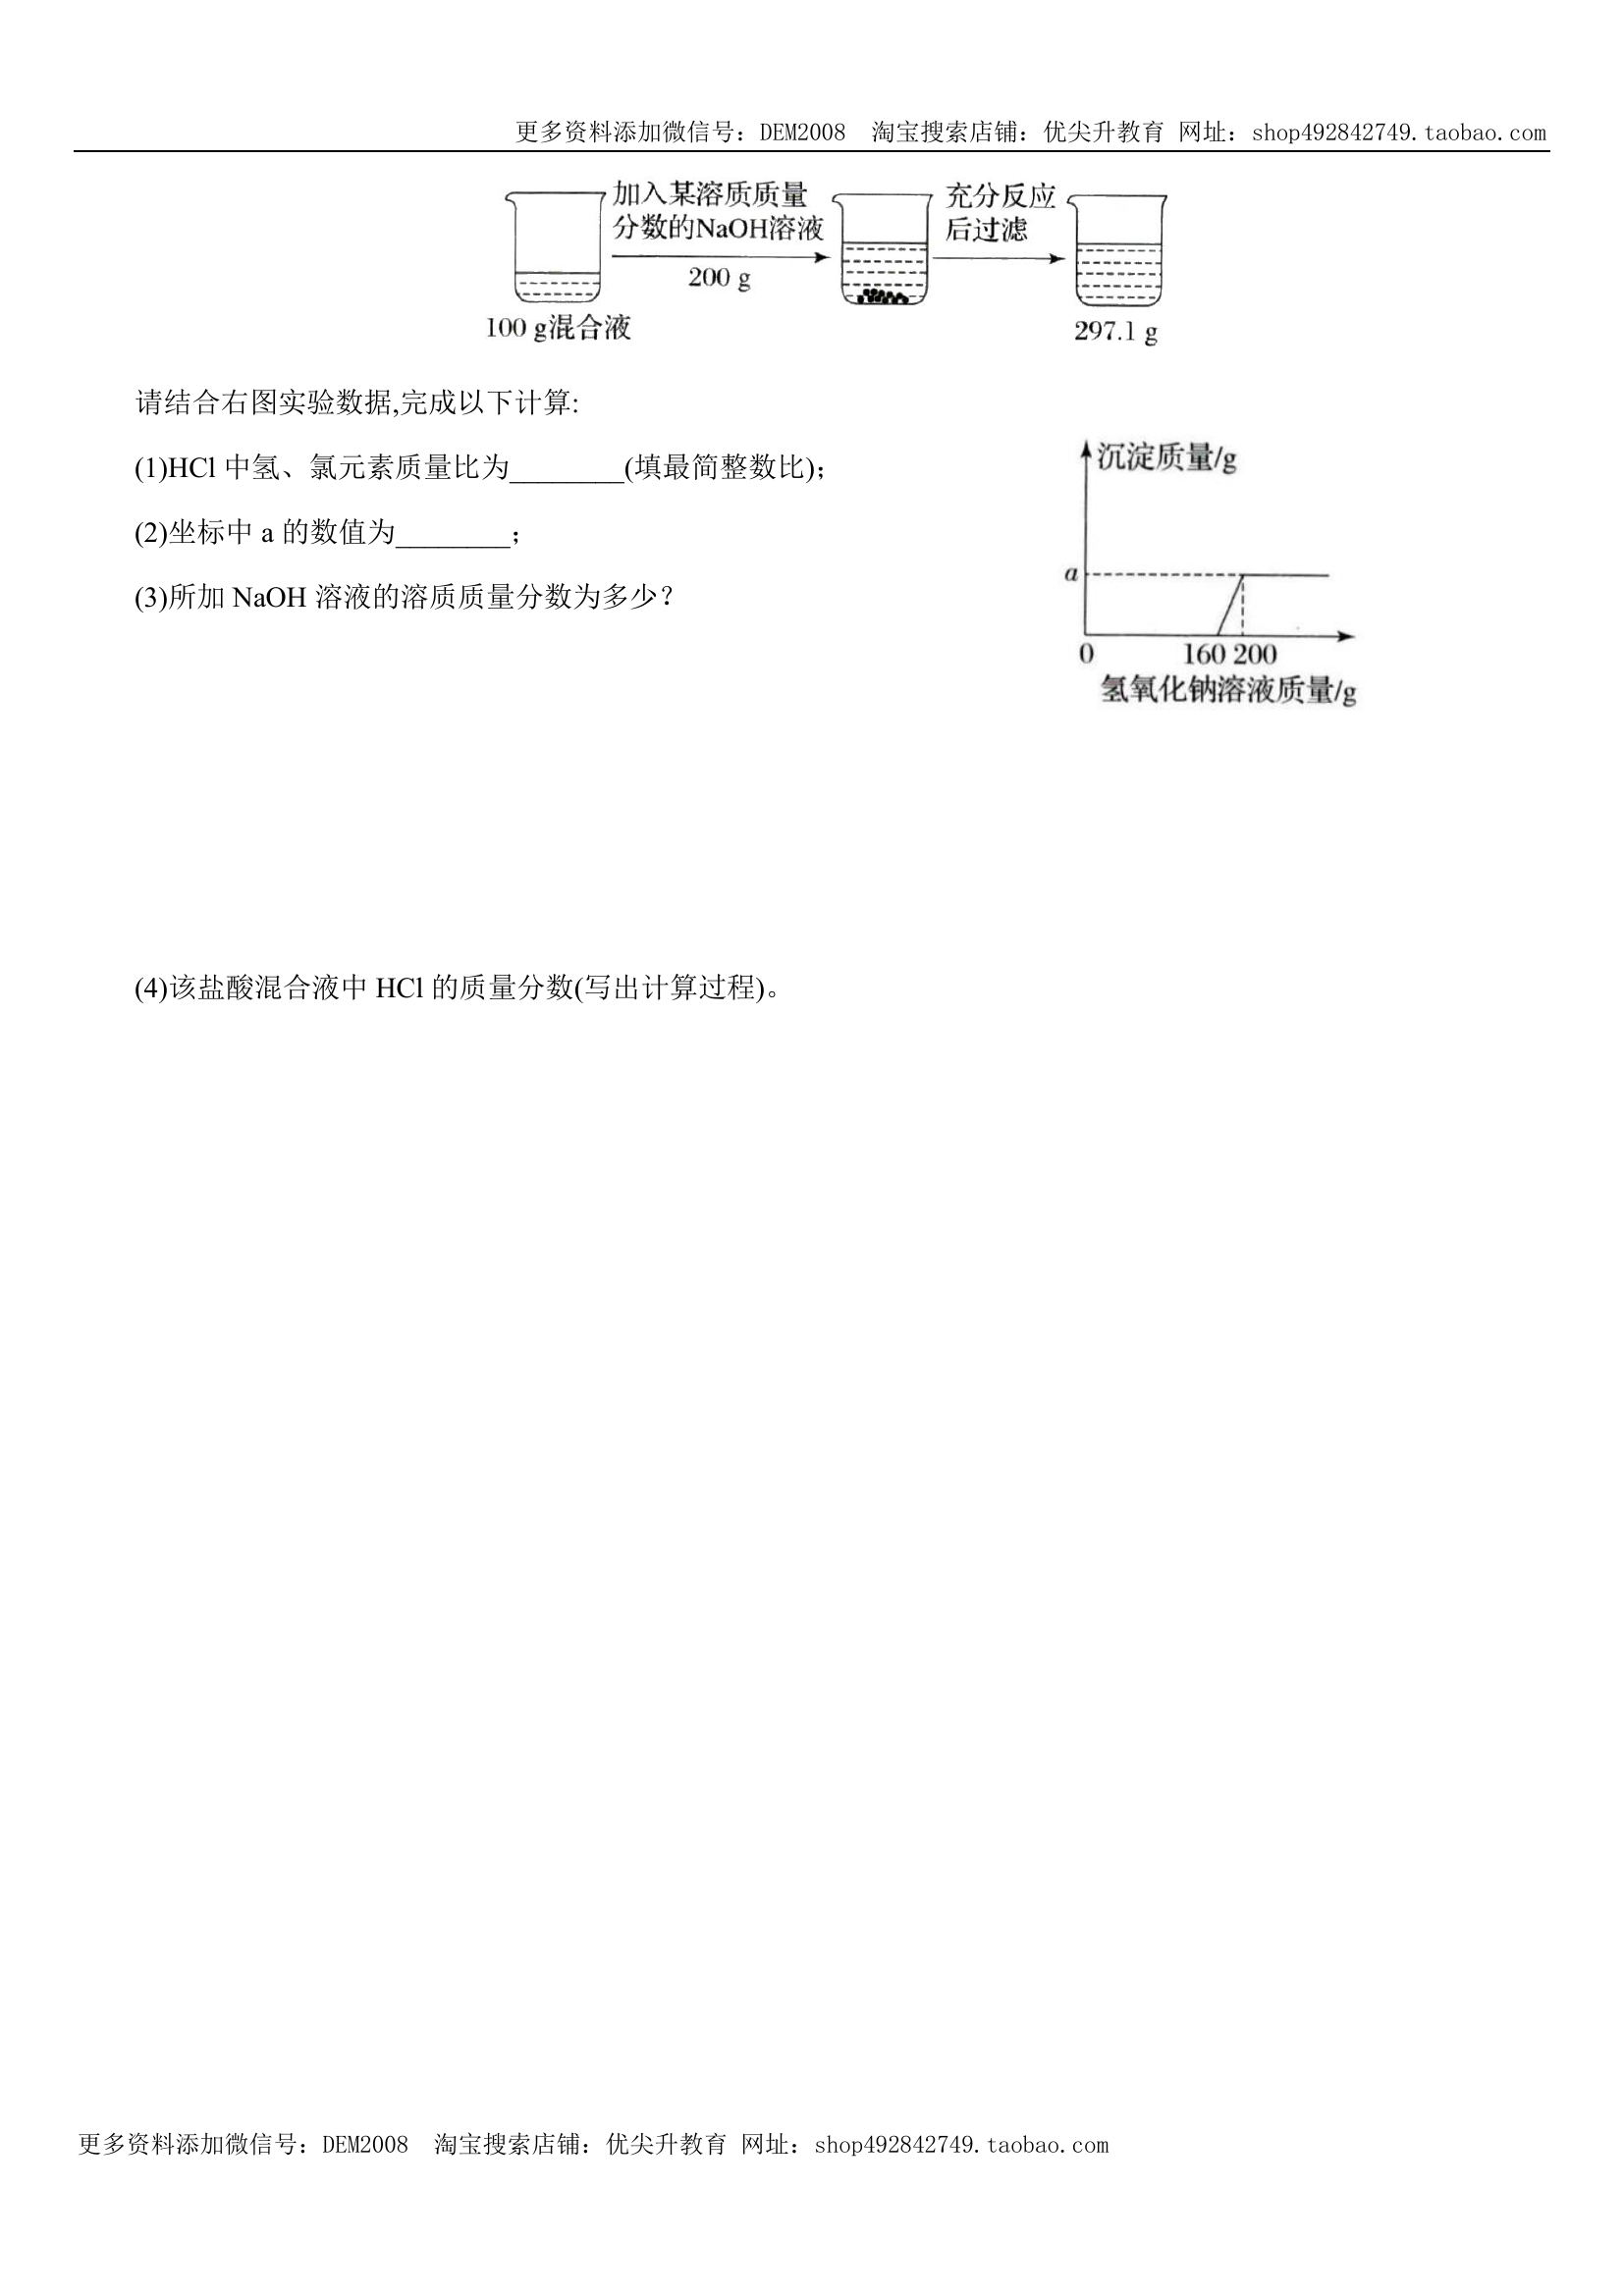 更多资料添加微信号：DEM2008 淘宝搜索店铺：优尖升教育 网址：shop492842749.taobao.com
加入某溶质质量
分数的NaOH溶液
200 g
充分反应
后过滤
100 g混合液
297.1 g
请结合右图实验数据,完成以下计算:
(1)HCl 中氢、氯元素质量比为________(填最简整数比);
(2)坐标中 a 的数值为________;
(3)所加 NaOH 溶液的溶质质量分数为多少?
沉淀质量/g
a
0 160 200
氢氧化钠溶液质量/g
(4)该盐酸混合液中 HCl 的质量分数(写出计算过程)。
更多资料添加微信号：DEM2008 淘宝搜索店铺：优尖升教育 网址：shop492842749.taobao.com